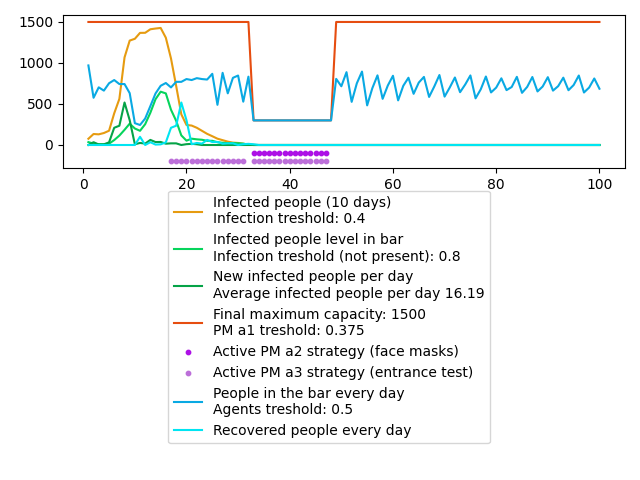 1500
1000
500
0
0 20 40 60 80 100
Infected people (10 days)
Infection treshold: 0.4
Infected people level in bar
Infection treshold (not present): 0.8
New infected people per day
Average infected people per day 16.19
Final maximum capacity: 1500
PM a1 treshold: 0.375
Active PM a2 strategy (face masks)
Active PM a3 strategy (entrance test)
People in the bar every day
Agents treshold: 0.5
Recovered people every day